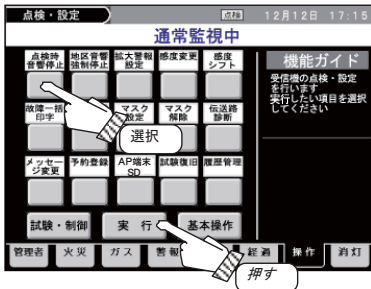 点検・設定 点検 12月12日 17:15
通常監視中
点検時音響停止 地区音響強制停止 拡大警報設定 感度変更 感度シフト
機能ガイド
受信機の点検・設定
を行います
実行したい項目を選択
してください
故障一括印字 マスク設定 マスク解除 伝送路診断
選択
メッセージ変更 予約登録 AP端末SD 試験復旧 履歴管理
試験・制御 実行 基本操作
管理者 火災 ガス 警報 経過 操作 消灯
押す